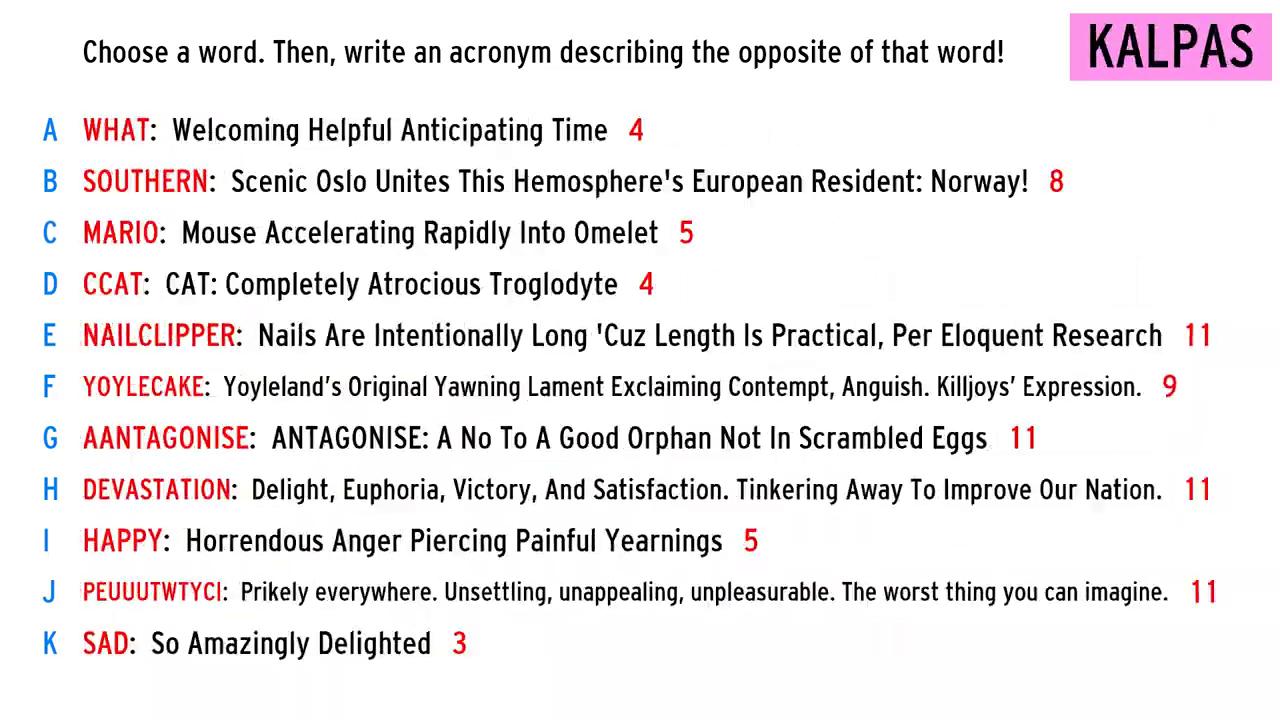 Choose a word. Then, write an acronym describing the opposite of that word!
KALPAS
A WHAT: Welcoming Helpful Anticipating Time 4
B SOUTHERN: Scenic Oslo Unites This Hemosphere's European Resident: Norway! 8
C MARIO: Mouse Accelerating Rapidly Into Omelet 5
D CCAT: CAT: Completely Atrocious Troglodyte 4
E NAILCLIPPER: Nails Are Intentionally Long 'Cuz Length Is Practical, Per Eloquent Research 11
F YOYLECAKE: Yoyleland’s Original Yawning Lament Exclaiming Contempt, Anguish. Killjoys’ Expression. 9
G AANTAGONISE: ANTAGONISE: A No To A Good Orphan Not In Scrambled Eggs 11
H DEVASTATION: Delight, Euphoria, Victory, And Satisfaction. Tinkering Away To Improve Our Nation. 11
I HAPPY: Horrendous Anger Piercing Painful Yearnings 5
J PEUUUTWTYCI: Prikely everywhere. Unsettling, unappealing, unpleasurable. The worst thing you can imagine. 11
K SAD: So Amazingly Delighted 3